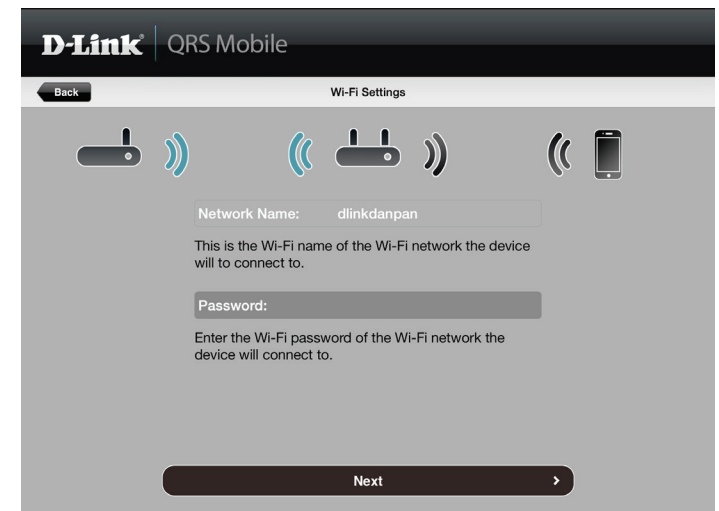 D-Link® QRS Mobile
Back Wi-Fi Settings
Network Name: dlinkdanpan
This is the Wi-Fi name of the Wi-Fi network the device
will to connect to.
Password:
Enter the Wi-Fi password of the Wi-Fi network the
device will connect to.
Next